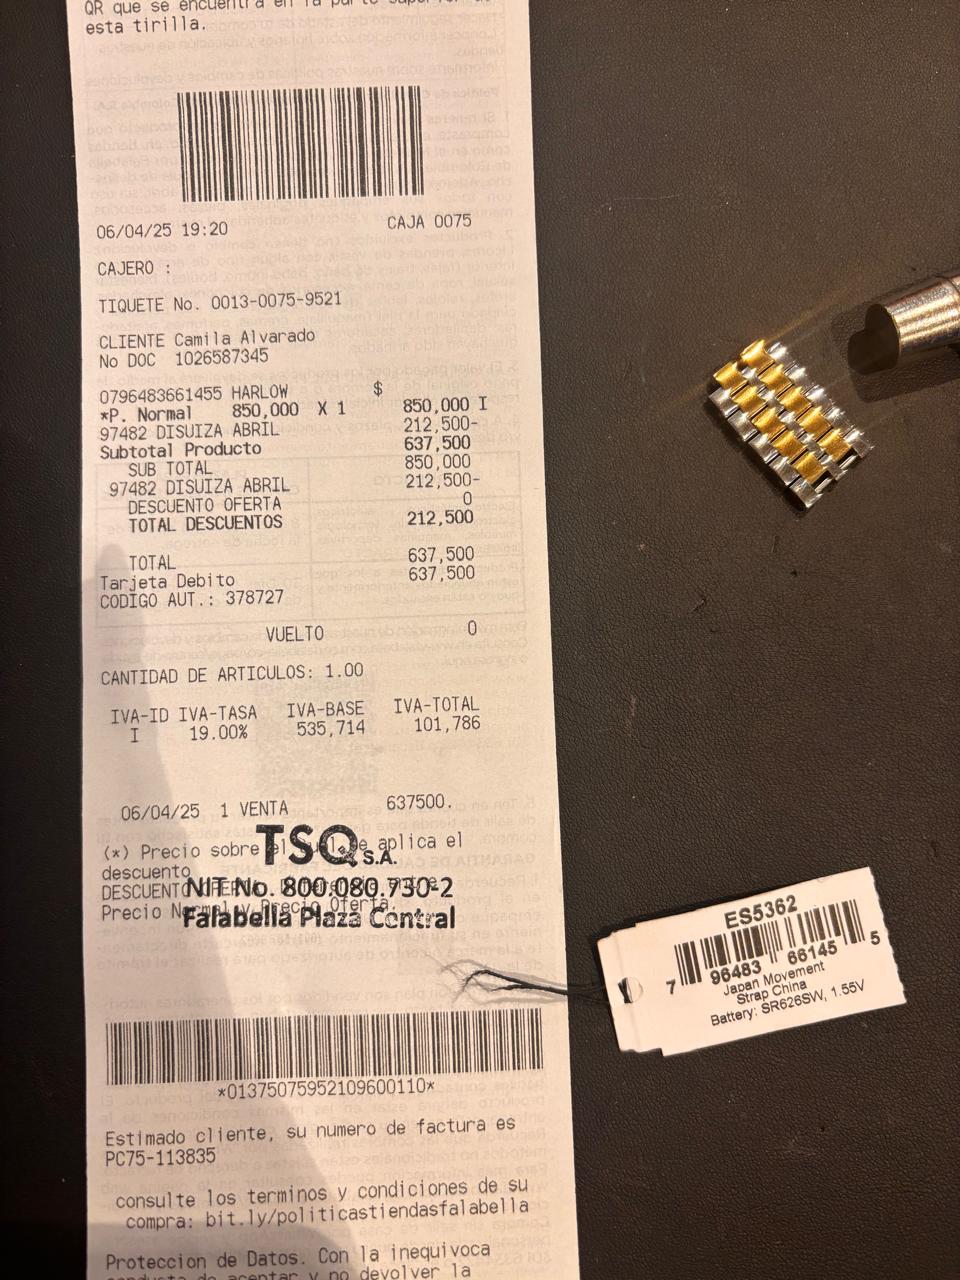 QR que se encuentra en la parte superior de
esta tirilla.
06/04/25 19:20 CAJA 0075
CAJERO :
TIQUETE No. 0013-0075-9521
CLIENTE Camila Alvarado
No DOC 1026587345
0796483661455 HARLOW $
*P. Normal 850,000 X 1 850,000 I
97482 DISUIZA ABRIL 212,500-
Subtotal Producto 637,500
SUB TOTAL 850,000
97482 DISUIZA ABRIL 212,500-
DESCUENTO OFERTA 0
TOTAL DESCUENTOS 212,500
TOTAL 637,500
Tarjeta Debito 637,500
CODIGO AUT.: 378727
VUELTO 0
CANTIDAD DE ARTICULOS: 1.00
IVA-ID IVA-TASA IVA-BASE IVA-TOTAL
I 19.00% 535,714 101,786
06/04/25 1 VENTA 637500.
TSQ S.A.
(*) Precio sobre el aplica el
descuento
NIT No. 800.080.730-2
DESCUENTO
Precio Normal y Precio Oferta.
Falabella Plaza Central
*01375075952109600110*
Estimado cliente, su numero de factura es
PC75-113835
consulte los terminos y condiciones de su
compra: bit.ly/politicastiendasfalabella
Proteccion de Datos. Con la inequivoca
conducta de aceptar y no devolver la
ES5362
7 96483 66145 5
Japan Movement
Strap China
Battery: SR626SW, 1.55V